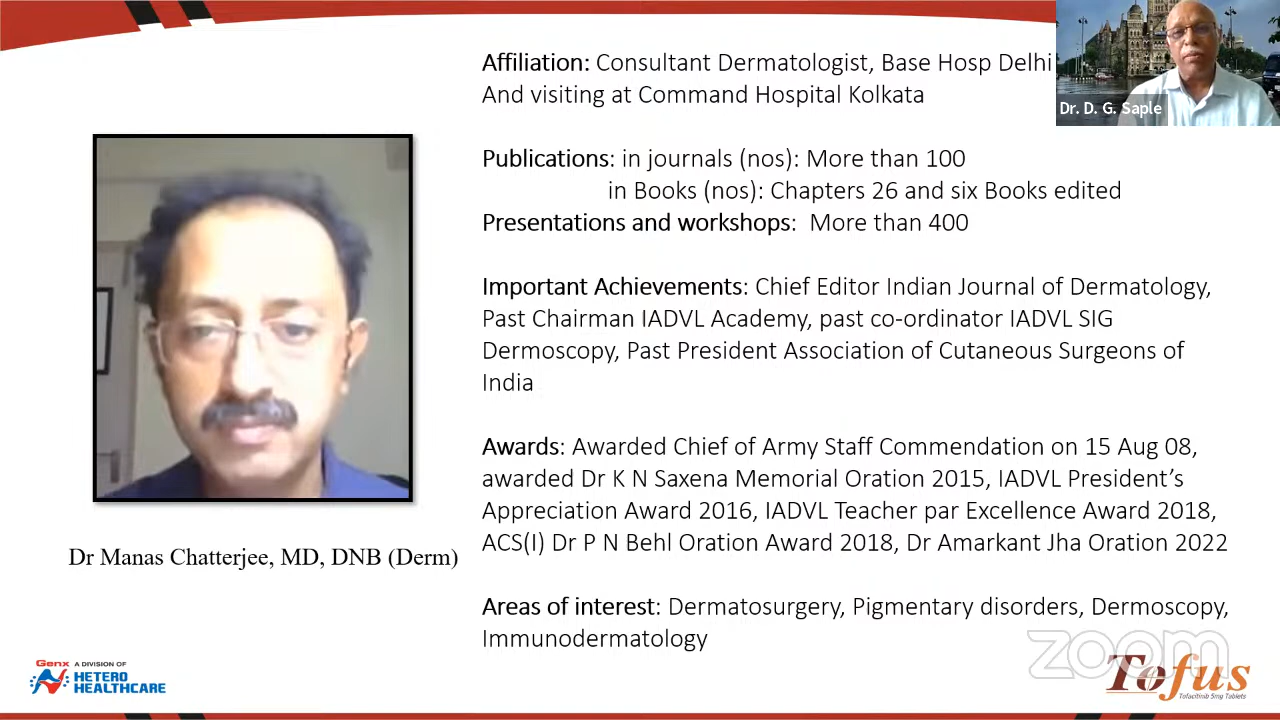 Affiliation: Consultant Dermatologist, Base Hosp Delhi
And visiting at Command Hospital Kolkata
Dr. D. G. Saple
Publications: in journals (nos): More than 100
in Books (nos): Chapters 26 and six Books edited
Presentations and workshops: More than 400
Important Achievements: Chief Editor Indian Journal of Dermatology,
Past Chairman IADVL Academy, past co-ordinator IADVL SIG
Dermoscopy, Past President Association of Cutaneous Surgeons of
India
Awards: Awarded Chief of Army Staff Commendation on 15 Aug 08,
awarded Dr K N Saxena Memorial Oration 2015, IADVL President’s
Appreciation Award 2016, IADVL Teacher par Excellence Award 2018,
ACS(I) Dr P N Behl Oration Award 2018, Dr Amarkant Jha Oration 2022
Dr Manas Chatterjee, MD, DNB (Derm)
Areas of interest: Dermatosurgery, Pigmentary disorders, Dermoscopy,
Immunodermatology
zoom
Genx A DIVISION OF
HETERO
HEALTHCARE
Tofus
Tofacitinib 5mg Tablets